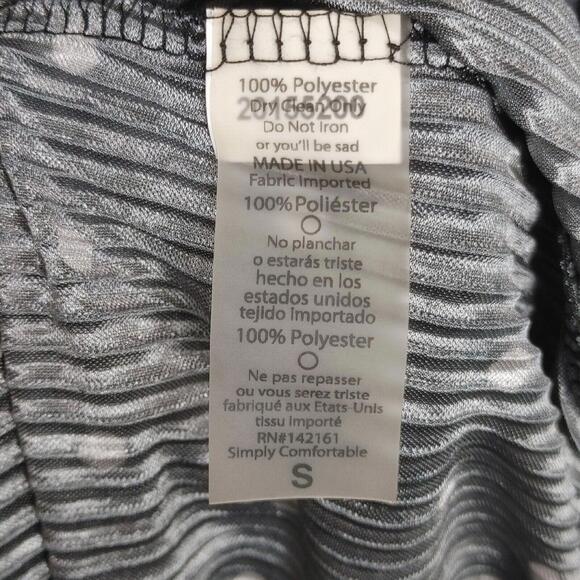 100% Polyester
Dry Clean Only
Do Not Iron
or you'll be sad
MADE IN USA
Fabric Imported
100% Poliéster
No planchar
o estarás triste
hecho en los
estados unidos
tejido importado
100% Polyester
Ne pas repasser
ou vous serez triste
fabriqué aux Etats-Unis
tissu importé
RN#142161
Simply Comfortable
S